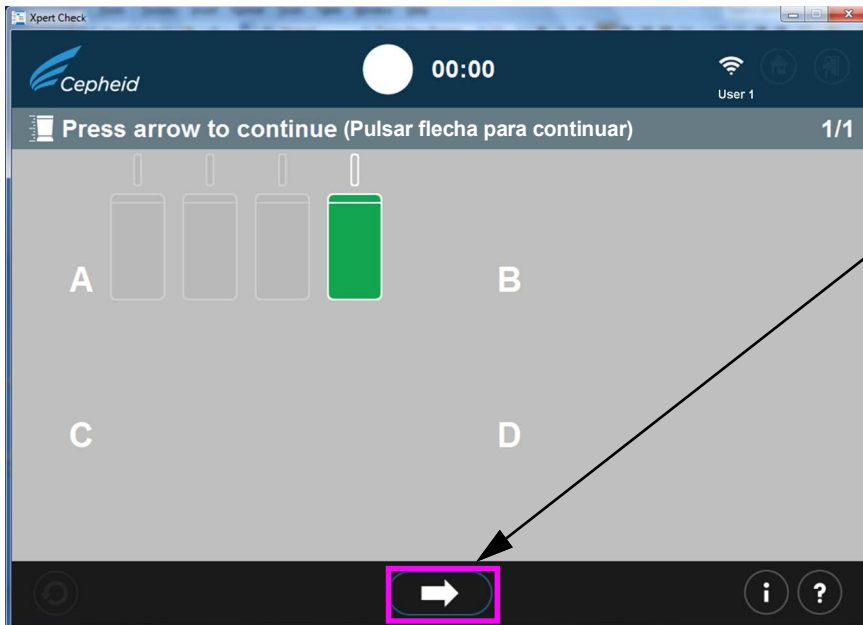 Xpert Check
Cepheid
00:00
User 1
Press arrow to continue (Pulsar flecha para continuar) 1/1
A B
C D
i ?